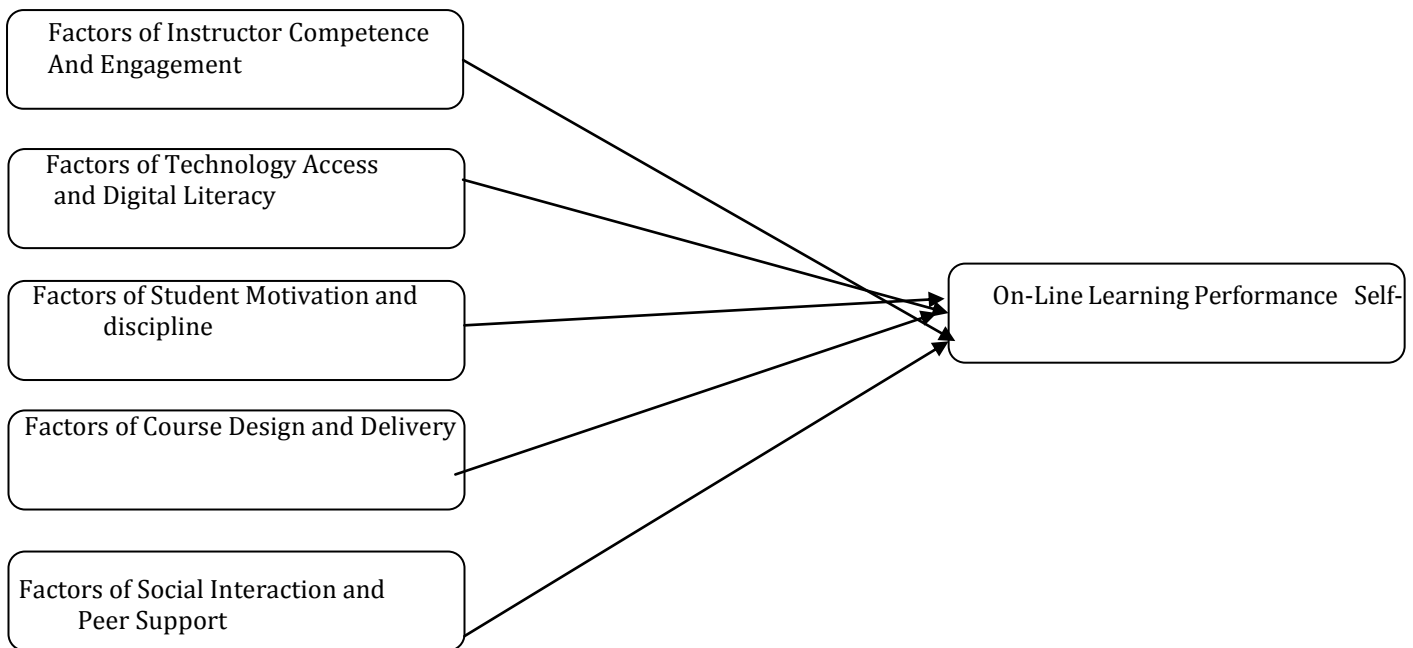 Factors of Instructor Competence
And Engagement
Factors of Technology Access
and Digital Literacy
Factors of Student Motivation and
discipline
Factors of Course Design and Delivery
Factors of Social Interaction and
Peer Support
On-Line Learning Performance Self-